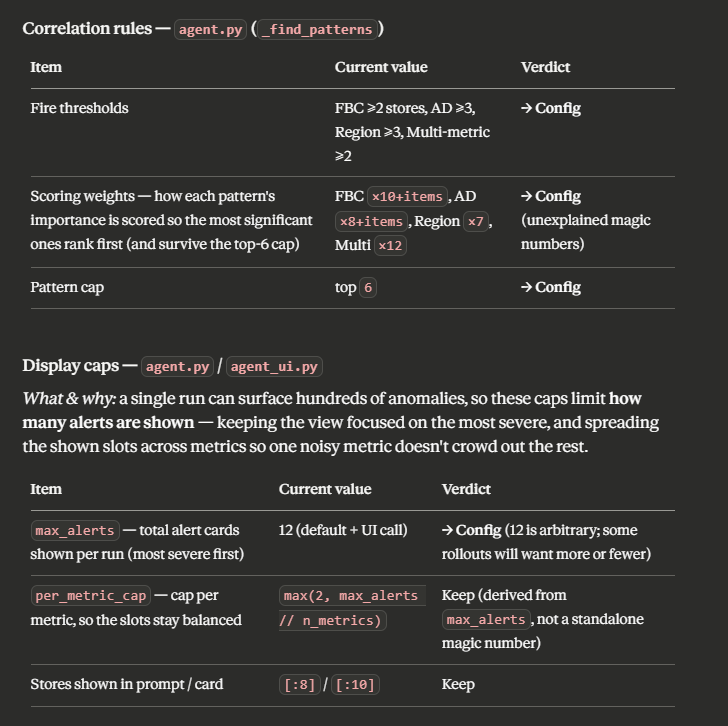 Correlation rules — agent.py (_find_patterns)
Item Current value Verdict
Fire thresholds FBC ≥2 stores, AD ≥3, → Config
Region ≥3, Multi-metric
≥2
Scoring weights — how each pattern's FBC ×10+items, AD → Config
importance is scored so the most significant ×8+items, Region ×7, (unexplained magic
ones rank first (and survive the top-6 cap) Multi ×12 numbers)
Pattern cap top 6 → Config
Display caps — agent.py / agent_ui.py
What & why: a single run can surface hundreds of anomalies, so these caps limit how
many alerts are shown — keeping the view focused on the most severe, and spreading
the shown slots across metrics so one noisy metric doesn't crowd out the rest.
Item Current value Verdict
max_alerts — total alert cards 12 (default + UI call) → Config (12 is arbitrary; some
shown per run (most severe first) rollouts will want more or fewer)
per_metric_cap — cap per max(2, max_alerts Keep (derived from
metric, so the slots stay balanced // n_metrics) max_alerts, not a standalone
magic number)
Stores shown in prompt / card [:8] / [:10] Keep